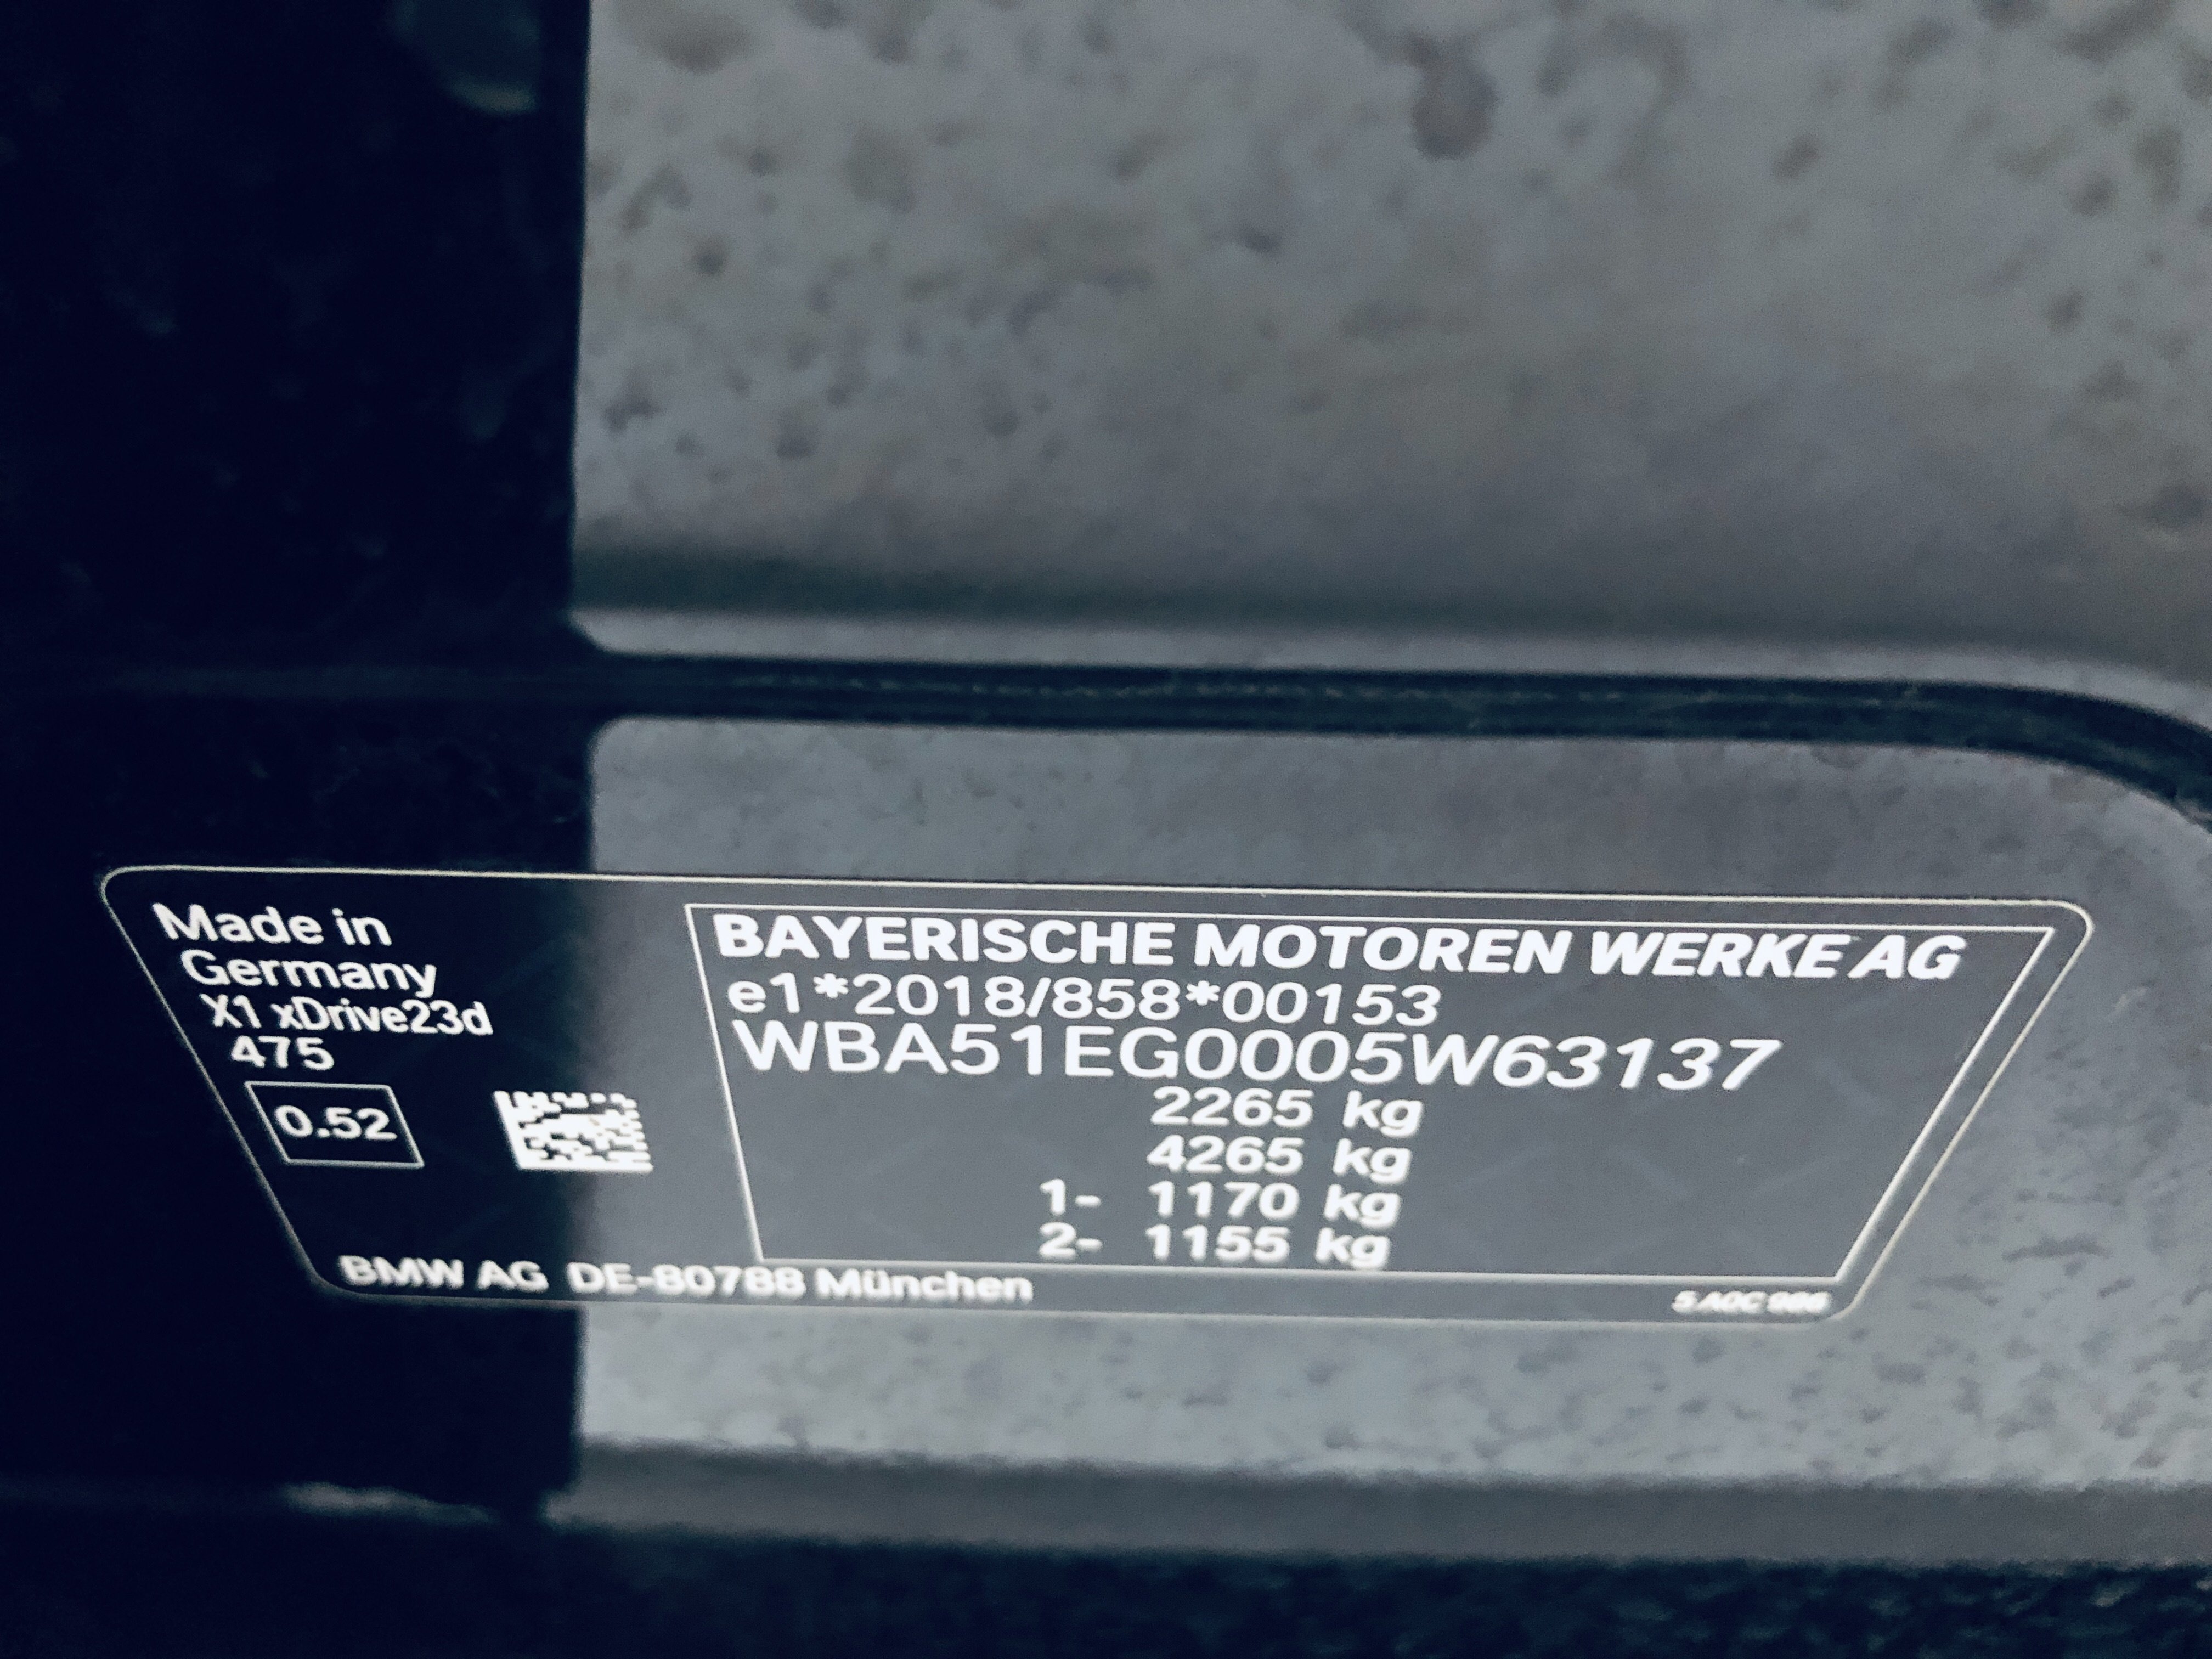 Made in
Germany
X1 xDrive23d
475
0.52
BMW AG DE-80788 München
BAYERISCHE MOTOREN WERKE AG
e1*2018/858*00153
WBA51EG0005W63137
2265 kg
4265 kg
1- 1170 kg
2- 1155 kg